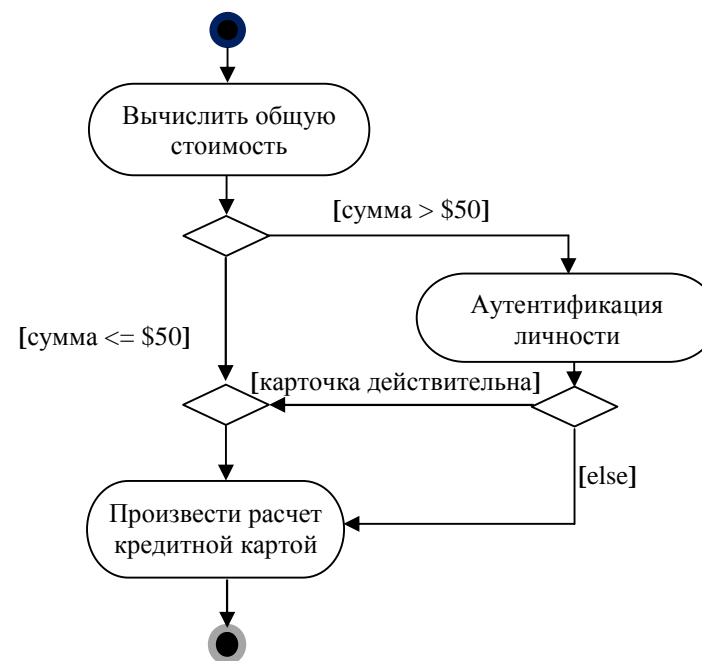 Вычислить общую
стоимость
[сумма > $50]
Аутентификация
личности
[сумма <= $50]
[карточка действительна]
[else]
Произвести расчет
кредитной картой